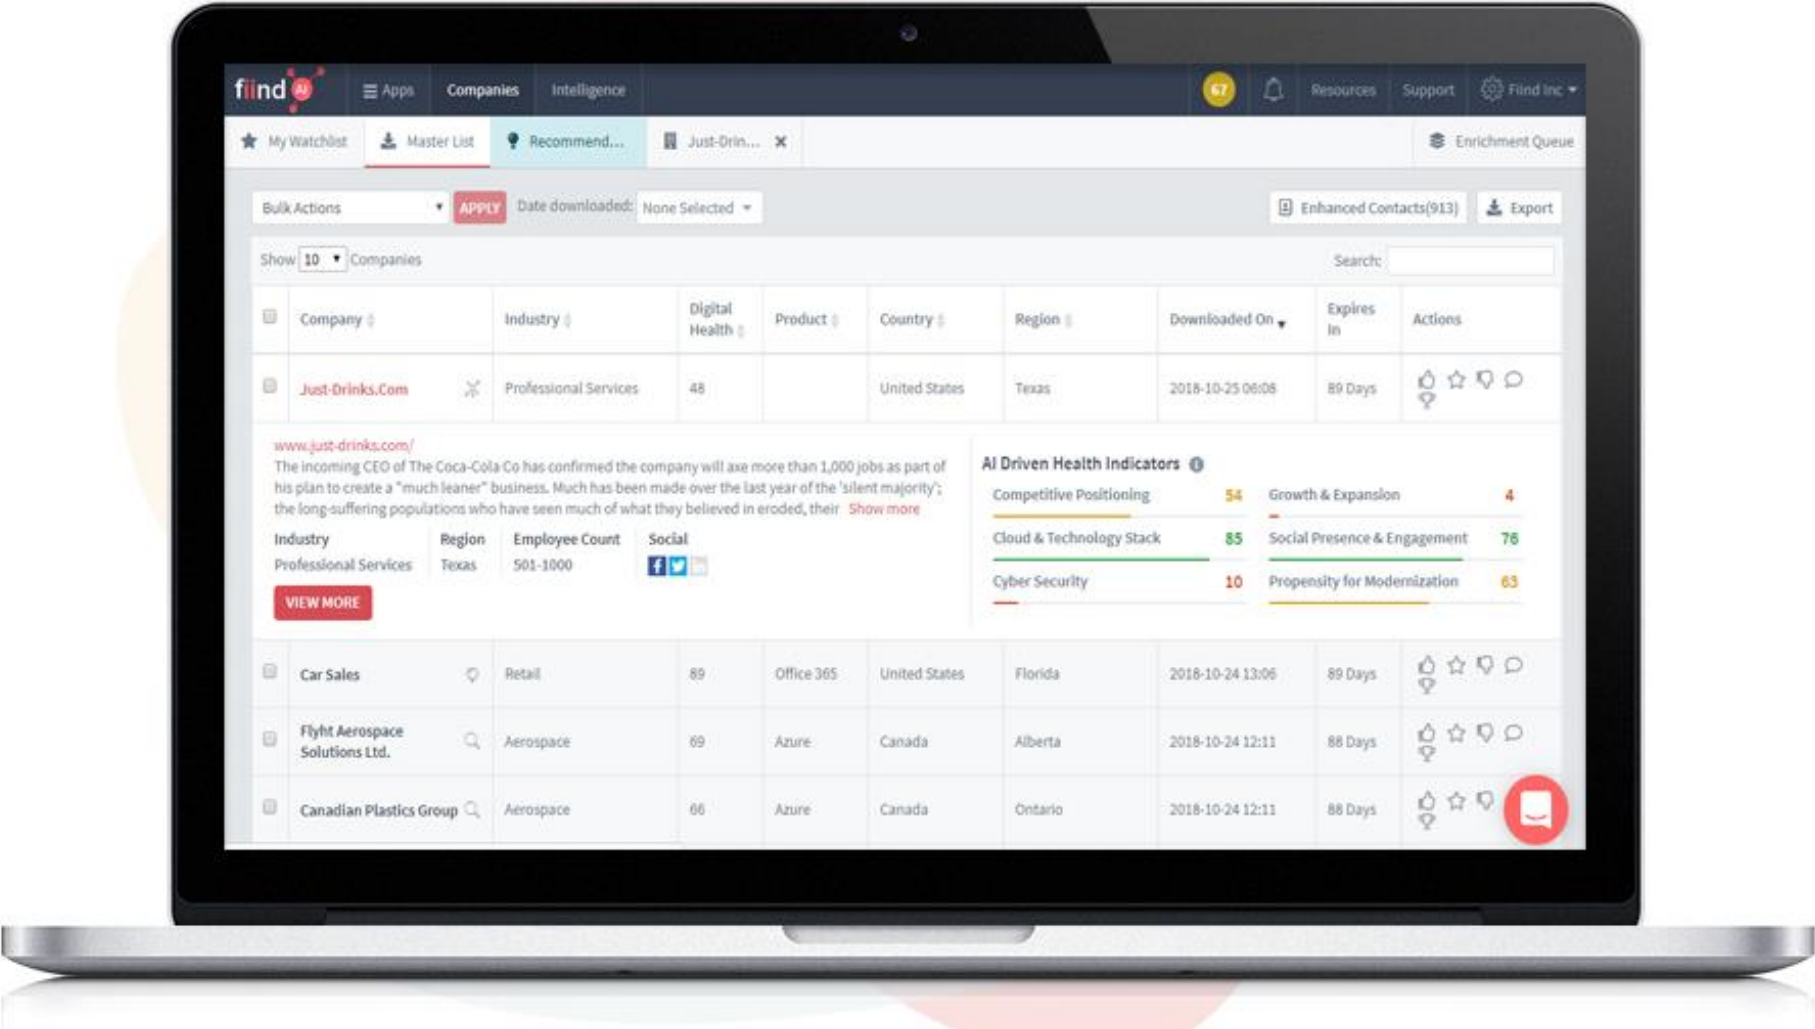 fiind AI Apps Companies Intelligence 67 Resources Support Fiind Inc
My Watchlist Master List Recommend... Just-Drin... Enrichment Queue
Bulk Actions APPLY Date downloaded: None Selected Enhanced Contacts(913) Export
Show 10 Companies Search:
Company Industry Digital Health Product Country Region Downloaded On Expires In Actions
Just-Drinks.Com Professional Services 48 United States Texas 2018-10-25 06:08 89 Days
www.just-drinks.com/
The incoming CEO of The Coca-Cola Co has confirmed the company will axe more than 1,000 jobs as part of
his plan to create a "much leaner" business. Much has been made over the last year of the 'silent majority';
the long-suffering populations who have seen much of what they believed in eroded, their Show more
Industry Region Employee Count Social
Professional Services Texas 501-1000
VIEW MORE
AI Driven Health Indicators
Competitive Positioning 54 Growth & Expansion 4
Cloud & Technology Stack 85 Social Presence & Engagement 76
Cyber Security 10 Propensity for Modernization 63
Car Sales Retail 89 Office 365 United States Florida 2018-10-24 13:06 89 Days
Flyht Aerospace Solutions Ltd. Aerospace 69 Azure Canada Alberta 2018-10-24 12:11 88 Days
Canadian Plastics Group Aerospace 66 Azure Canada Ontario 2018-10-24 12:11 88 Days